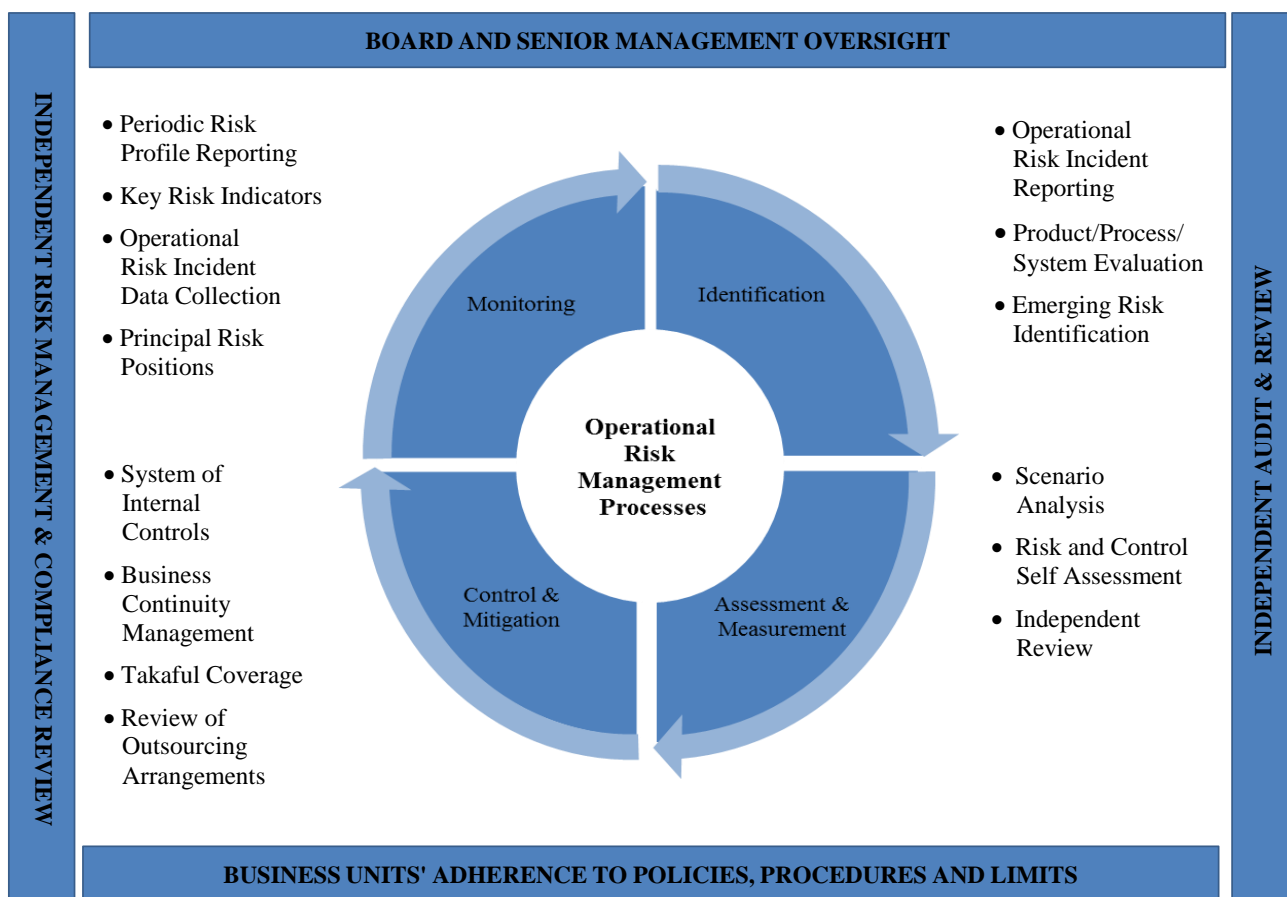 BOARD AND SENIOR MANAGEMENT OVERSIGHT
INDEPENDENT RISK MANAGEMENT & COMPLIANCE REVIEW
• Periodic Risk
Profile Reporting
• Key Risk Indicators
• Operational
Risk Incident
Data Collection
• Principal Risk
Positions
Monitoring
Identification
• Operational
Risk Incident
Reporting
• Product/Process/
System Evaluation
• Emerging Risk
Identification
Operational
Risk
Management
Processes
• System of
Internal
Controls
• Business
Continuity
Management
• Takaful Coverage
• Review of
Outsourcing
Arrangements
Control &
Mitigation
Assessment &
Measurement
• Scenario
Analysis
• Risk and Control
Self Assessment
• Independent
Review
INDEPENDENT AUDIT & REVIEW
BUSINESS UNITS' ADHERENCE TO POLICIES, PROCEDURES AND LIMITS